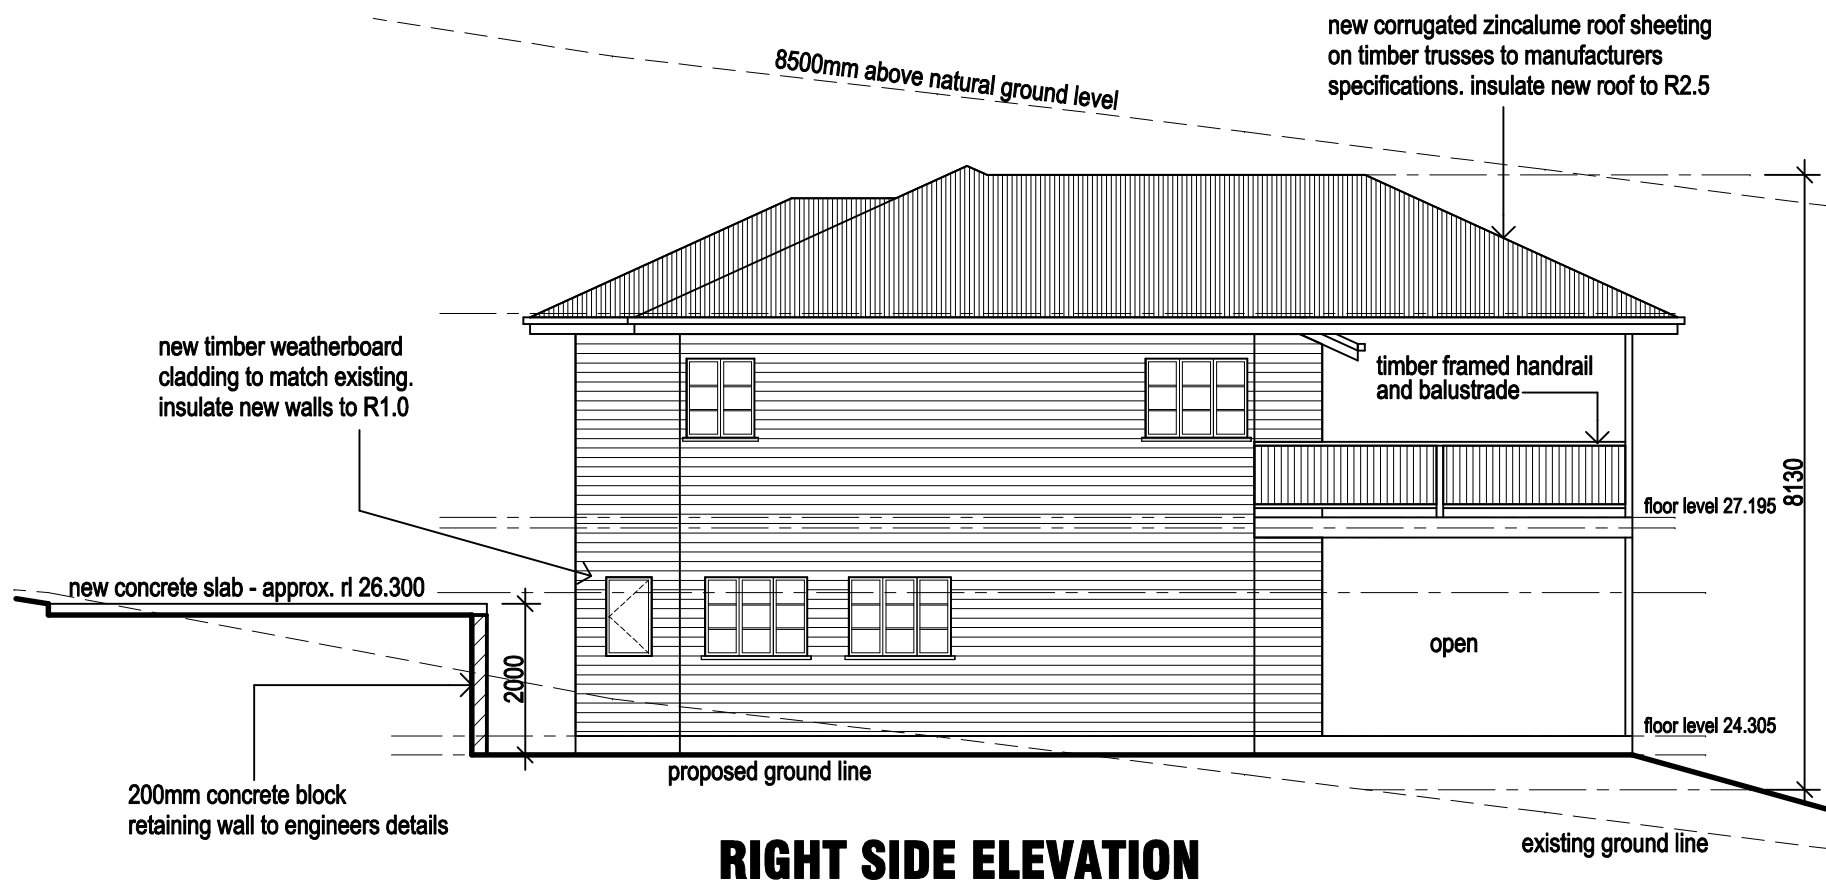 new corrugated zincalume roof sheeting
on timber trusses to manufacturers
specifications. insulate new roof to R2.5
8500mm above natural ground level
new timber weatherboard
cladding to match existing.
insulate new walls to R1.0
timber framed handrail
and balustrade
8130
floor level 27.195
new concrete slab - approx. rl 26.300
open
2000
floor level 24.305
proposed ground line
200mm concrete block
retaining wall to engineers details
existing ground line
RIGHT SIDE ELEVATION